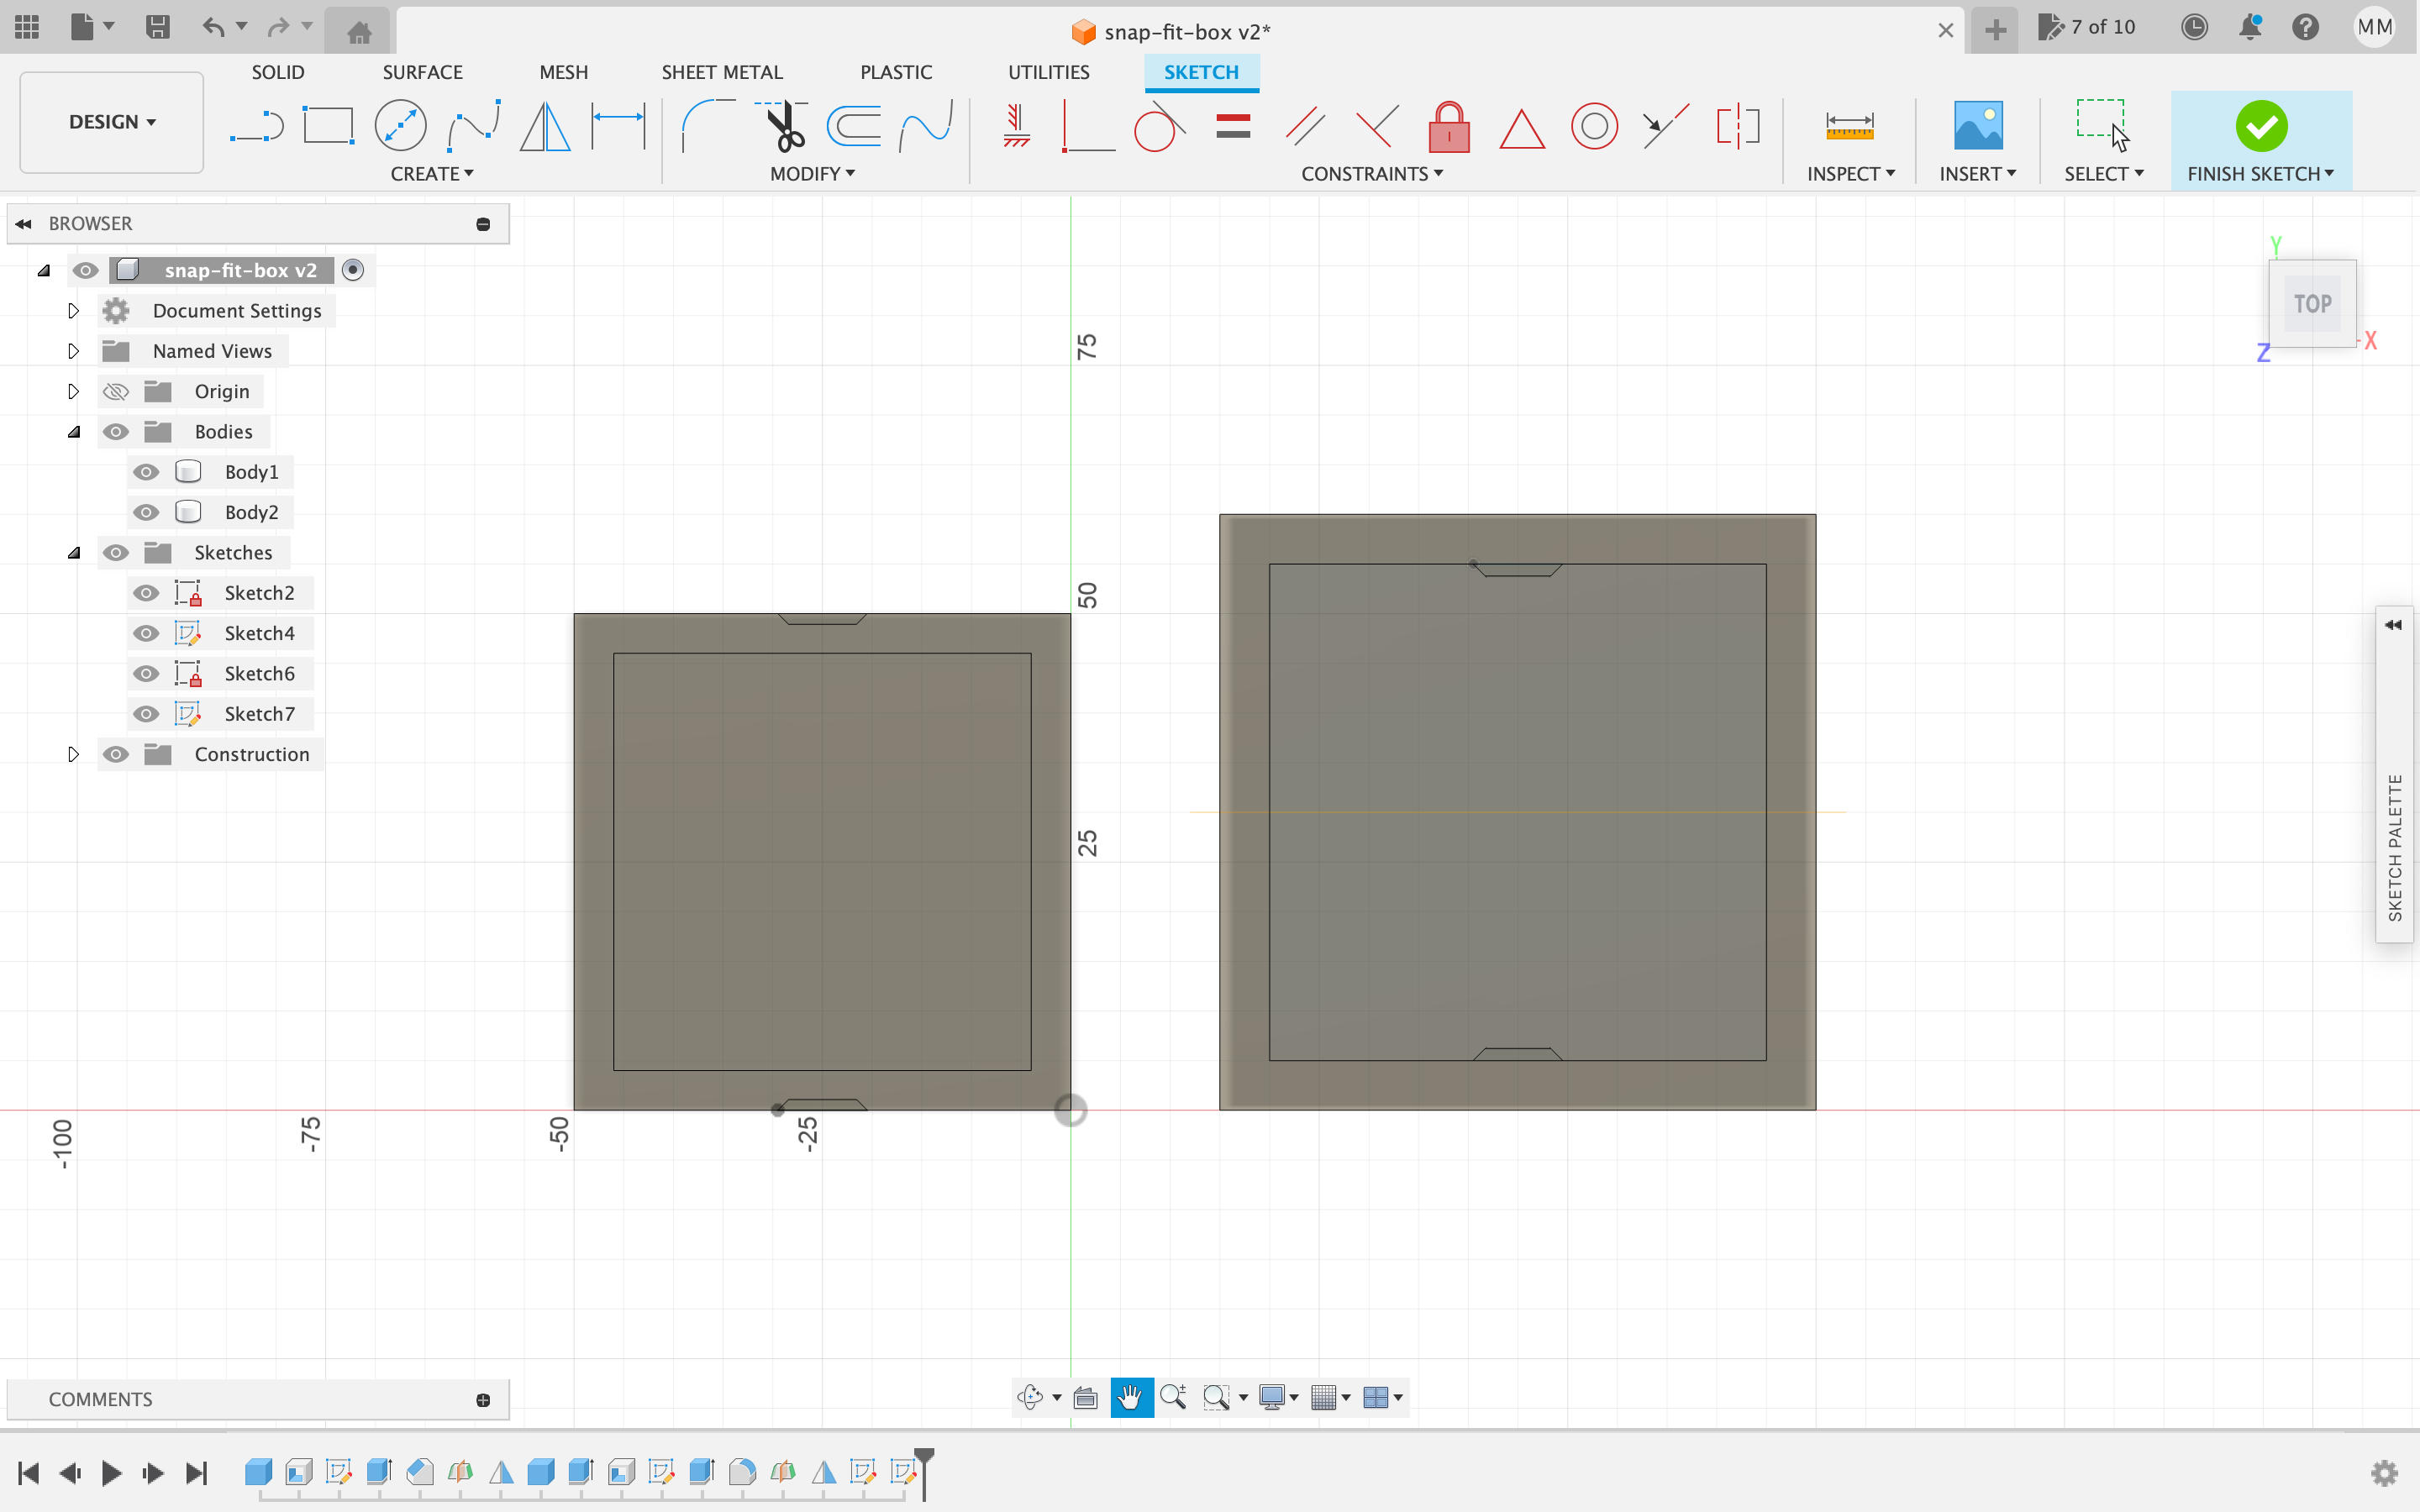 snap-fit-box v2*
7 of 10
MM
DESIGN
SOLID
SURFACE
MESH
SHEET METAL
PLASTIC
UTILITIES
SKETCH
CREATE
MODIFY
CONSTRAINTS
INSPECT
INSERT
SELECT
FINISH SKETCH
BROWSER
snap-fit-box v2
Document Settings
Named Views
Origin
Bodies
Body1
Body2
Sketches
Sketch2
Sketch4
Sketch6
Sketch7
Construction
Y
TOP
X
Z
75
50
25
-100
-75
-50
-25
SKETCH PALETTE
COMMENTS